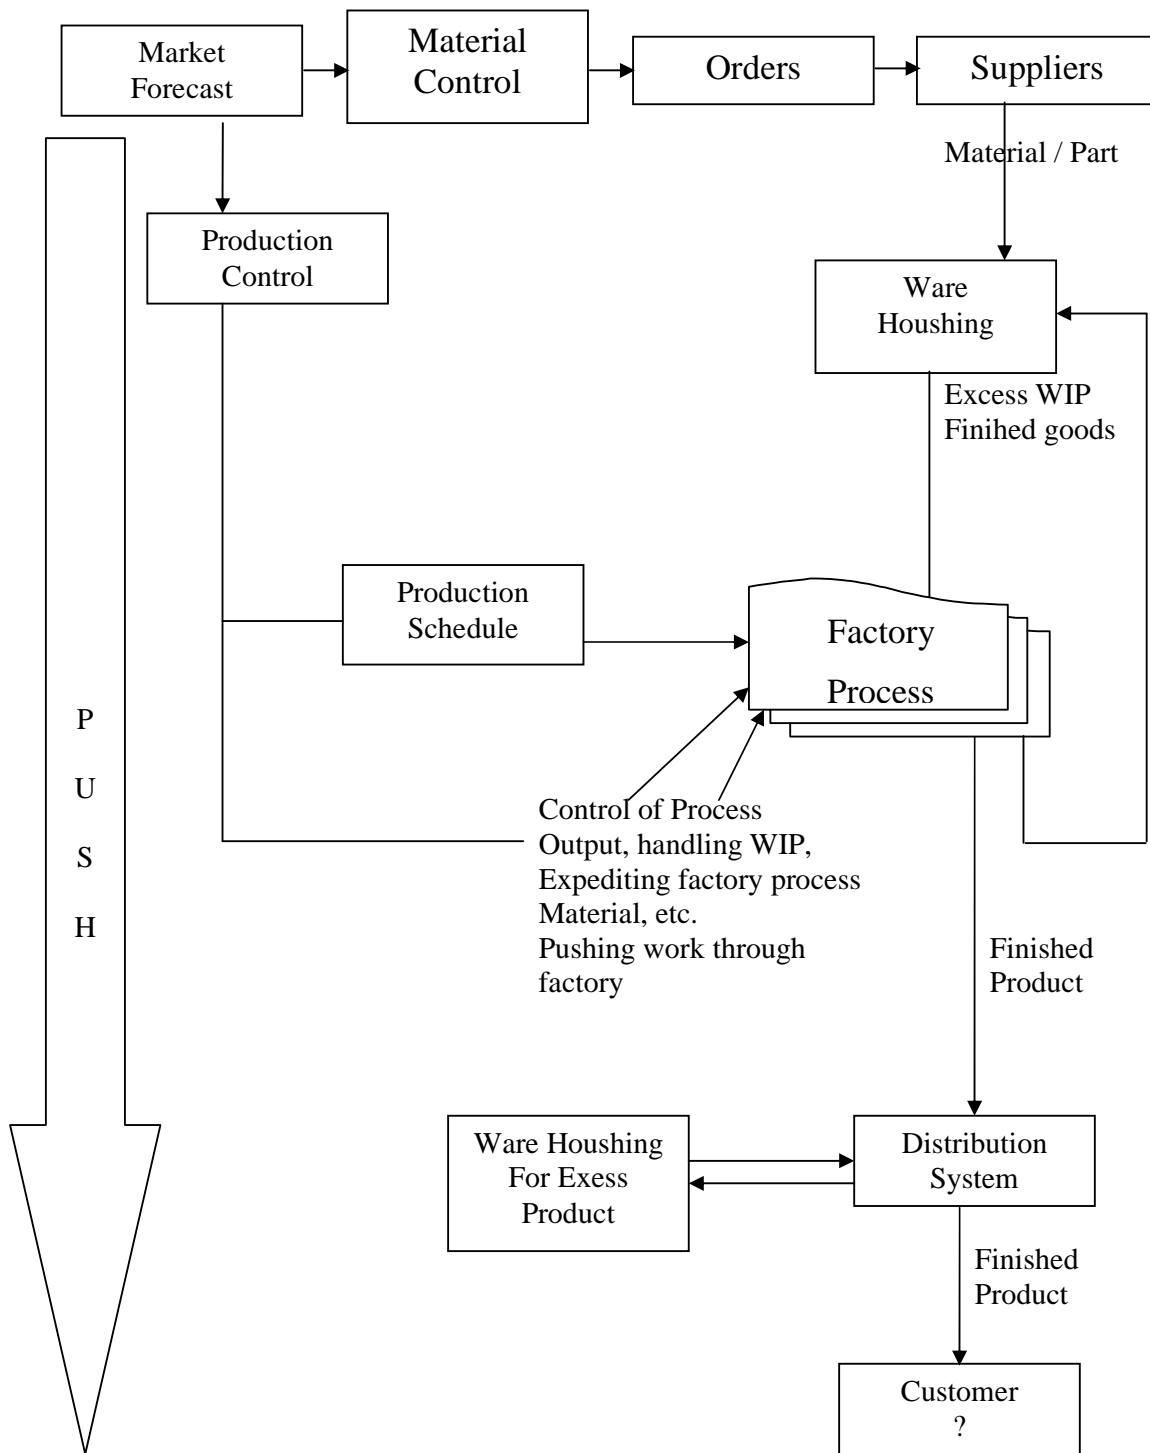 Market
Forecast
Material
Control
Orders
Suppliers
Material / Part
Production
Control
Ware
Houshing
Excess WIP
Finihed goods
Production
Schedule
Factory
Process
P
U
S
H
Control of Process
Output, handling WIP,
Expediting factory process
Material, etc.
Pushing work through
factory
Finished
Product
Ware Houshing
For Exess
Product
Distribution
System
Finished
Product
Customer
?